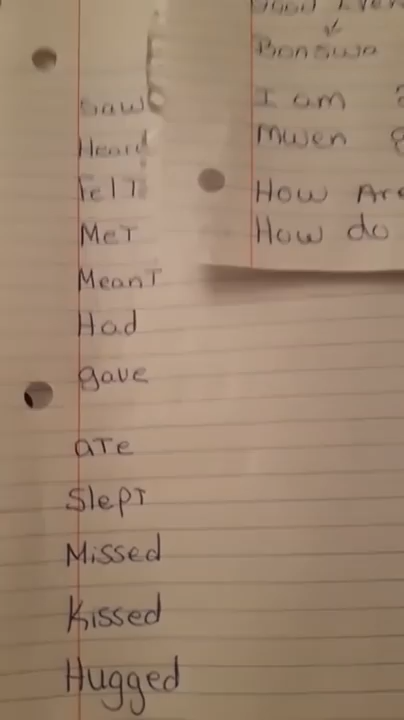 Saw
Heard
Felt
Met
Meant
Had
gave
ate
Slept
Missed
Kissed
Hugged
Bonswa
I am
Mwen
How Are
How do